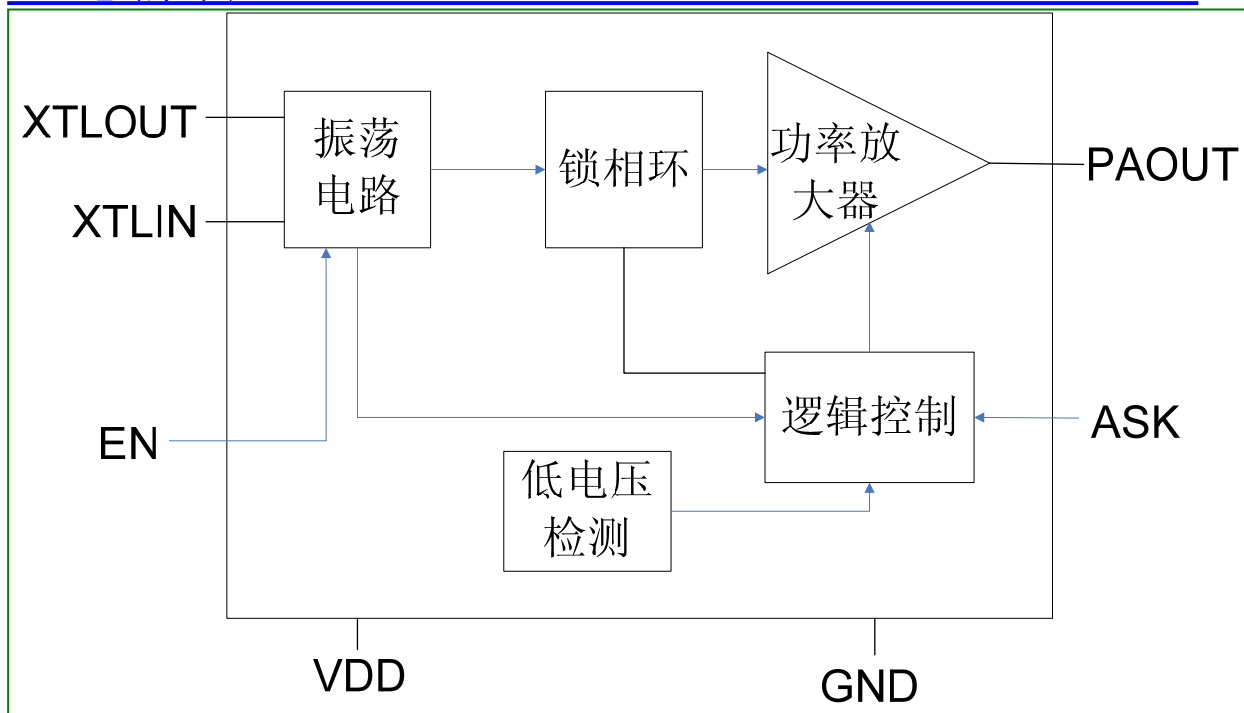 XTLOUT
振荡
电路
锁相环
功率放
大器
PAOUT
XTLIN
EN
逻辑控制
ASK
低电压
检测
VDD
GND